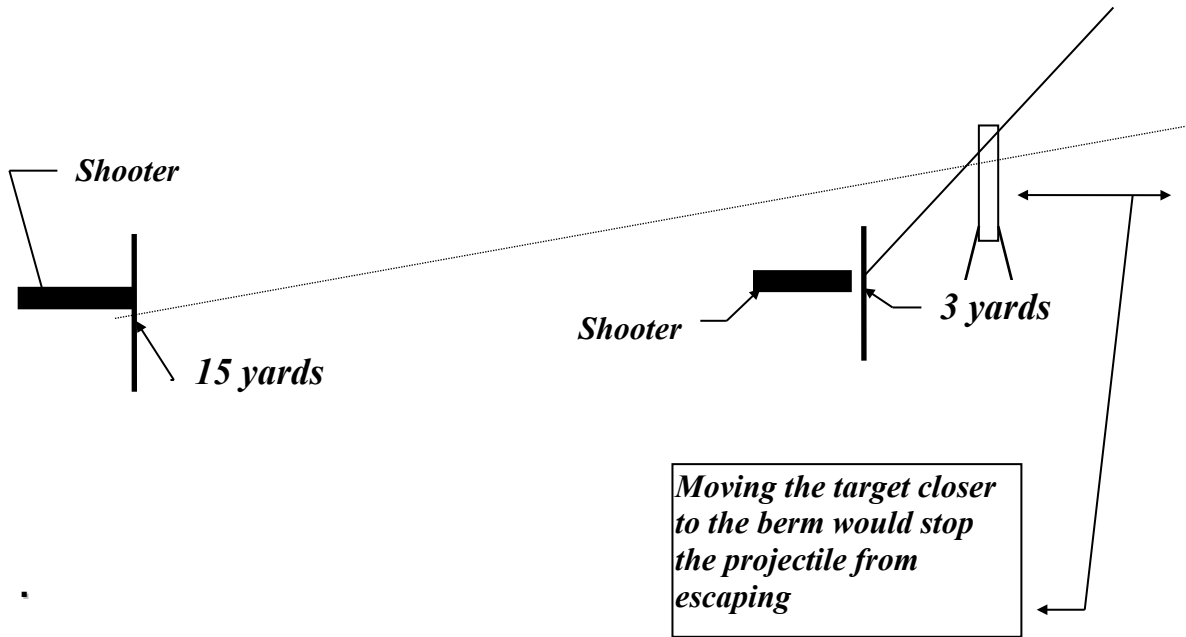 Shooter
15 yards
Shooter
3 yards
Moving the target closer
to the berm would stop
the projectile from
escaping
.